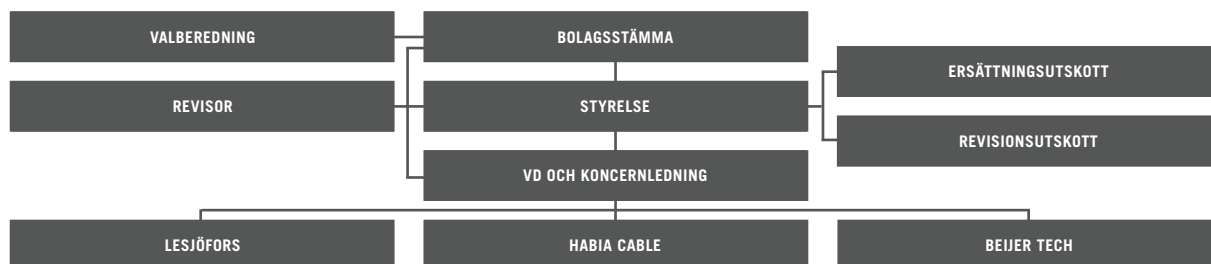 VALBEREDNING
BOLAGSSTÄMMA
ERSÄTTNINGSUTSKOTT
REVISOR
STYRELSE
REVISIONSUTSKOTT
VD OCH KONCERNLEDNING
LESJÖFORS
HABIA CABLE
BEIJER TECH